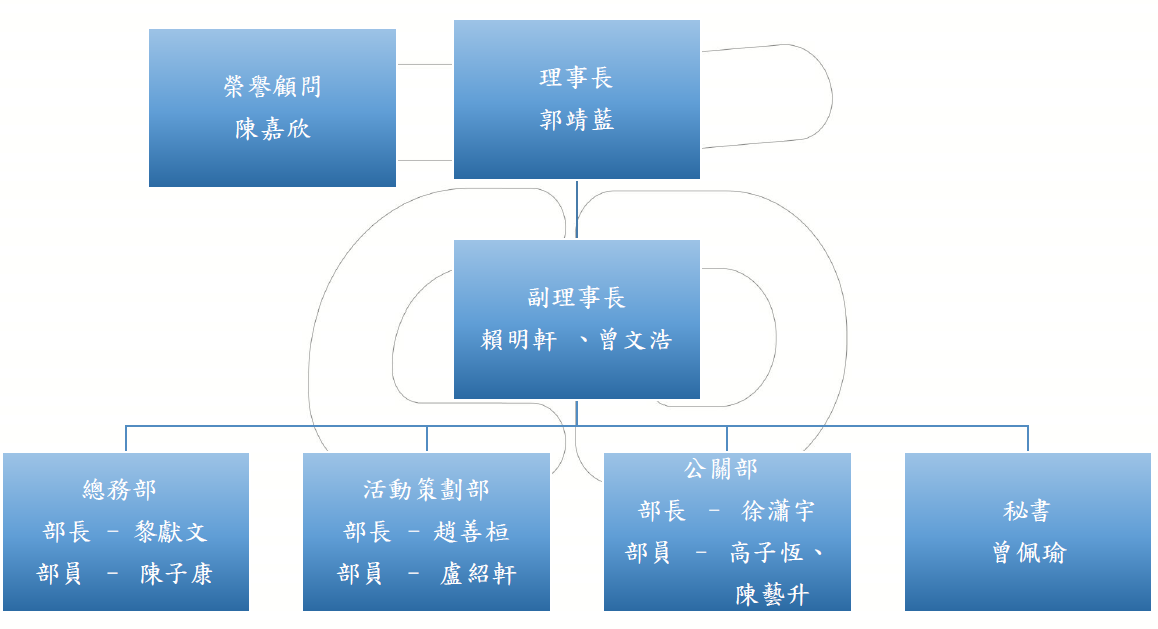 榮譽顧問
陳嘉欣
理事長
郭靖藍
副理事長
賴明軒 、曾文浩
總務部
部長 - 黎獻文
部員 - 陳子康
活動策劃部
部長 - 趙善桓
部員 - 盧紹軒
公關部
部長 - 徐瀟宇
部員 - 高子恆、
陳藝升
秘書
曾佩瑜